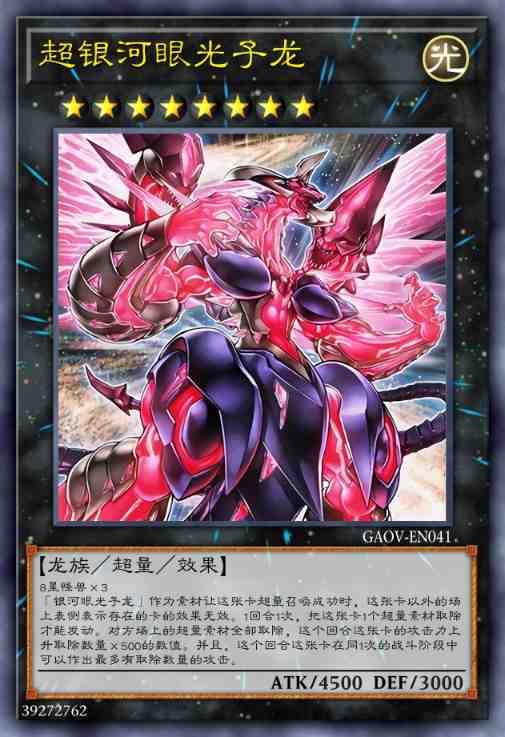 超银河眼光子龙
光
GAOV-EN041
【龙族／超量／效果】
8星怪兽×3
「银河眼光子龙」作为素材让这张卡超量召唤成功时，这张卡以外的场
上表侧表示存在的卡的效果无效。1回合1次，把这张卡1个超量素材取除
才能发动。对方场上的超量素材全部取除，这个回合这张卡的攻击力上
升取除数量×500的数值。并且，这个回合这张卡在同1次的战斗阶段中
可以作出最多有取除数量的攻击。
ATK/4500 DEF/3000
39272762